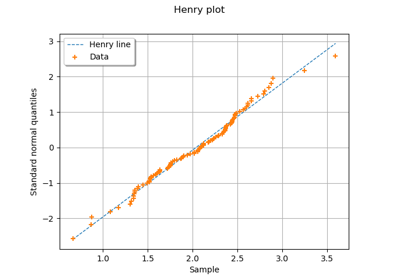 Henry plot
Henry line
Data
Standard normal quantiles
3
2
1
0
−1
−2
1.0 1.5 2.0 2.5 3.0 3.5
Sample